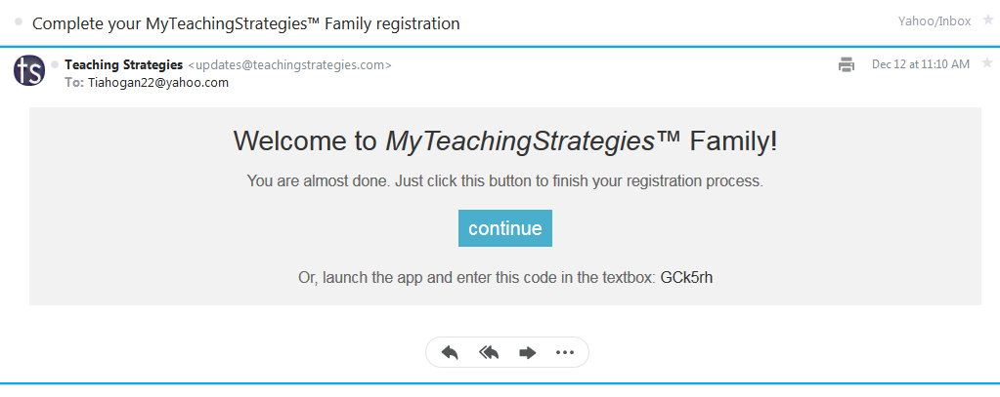 Complete your MyTeachingStrategies™ Family registration
Yahoo/Inbox
ts
Teaching Strategies <updates@teachingstrategies.com>
Dec 12 at 11:10 AM
To: Tiahogan22@yahoo.com
Welcome to MyTeachingStrategies™ Family!
You are almost done. Just click this button to finish your registration process.
continue
Or, launch the app and enter this code in the textbox: GCk5rh